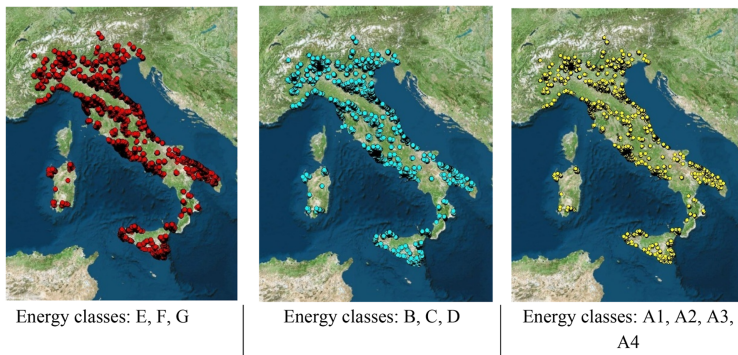 Energy classes: E, F, G
Energy classes: B, C, D
Energy classes: A1, A2, A3,
A4